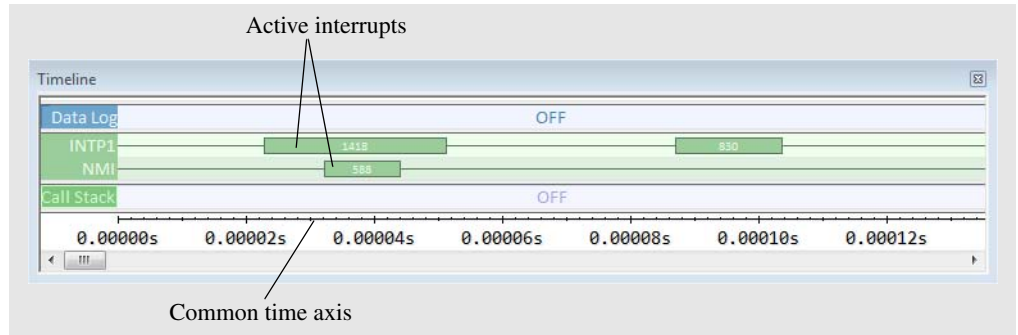 Active interrupts
Timeline
Data Log OFF
INTP1 1418 830
NMI 588
Call Stack OFF
0.00000s 0.00002s 0.00004s 0.00006s 0.00008s 0.00010s 0.00012s
Common time axis